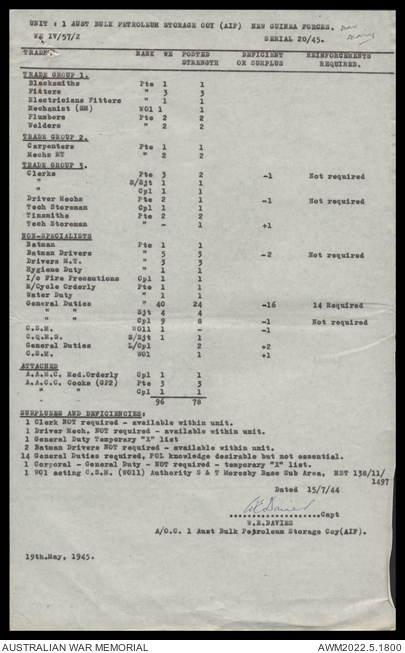 UNIT : 1 AUST BULK PETROLEUM STORAGE COY (AIF) NEW GUINEA FORCES.
WE IV/57/2 SERIAL 20/45.
TRADE. RANK WE POSTED STRENGTH DEFICIENT OR SURPLUS REINFORCEMENTS REQUIRED.
TRADE GROUP 1.
Blacksmiths Pte 1 1
Fitters " 3 3
Electricians Fitters " 1 1
Mechanist (EM) WO1 1 1
Plumbers Pte 2 2
Welders " 2 2
TRADE GROUP 2.
Carpenters Pte 1 1
Mechs MT " 2 2
TRADE GROUP 3.
Clerks Pte 3 2 -1 Not required
" S/Sjt 1 1
" Cpl 1 1
Driver Mechs Pte 2 1 -1 Not required
Tech Storeman Cpl 1 1
Tinsmiths Pte 2 2
Tech Storeman " - 1 +1
NON-SPECIALISTS
Batman Pte 1 1
Batman Drivers " 5 3 -2 Not required
Drivers M.T. " 3 3
Hygiene Duty " 1 1
I/c Fire Precautions Cpl 1 1
M/Cycle Orderly Pte 1 1
Water Duty " 1 1
General Duties " 40 24 -16 14 Required
" " Sjt 4 4
" " Cpl 9 8 -1 Not required
C.S.M. WO11 1 - -1
C.Q.M.S. S/Sjt 1 1
General Duties L/Cpl 2 +2
C.S.M. WO1 1 +1
ATTACHED
A.A.M.C. Med.Orderly Cpl 1 1
A.A.C.C. Cooks (GP2) Pte 3 3
" " Cpl 1 1
96 78
SURPLUSES AND DEFICIENCIES:
1 Clerk NOT required - available within unit.
1 Driver Mech. NOT required - available within unit.
1 General Duty Temporary "X" list
2 Batman Drivers NOT required - available within unit.
14 General Duties required, POL knowledge desirable but not essential.
1 Corporal - General Duty - NOT required - temporary "X" list.
1 WO1 acting C.S.M. (WO11) Authority S & T Moresby Base Sub Area. MST 138/11/
1497
Dated 15/7/44
....................Capt
W.E.DAVIES
A/O.C. 1 Aust Bulk Petroleum Storage Coy(AIF).
19th.May, 1945.
AUSTRALIAN WAR MEMORIAL AWM2022.5.1800